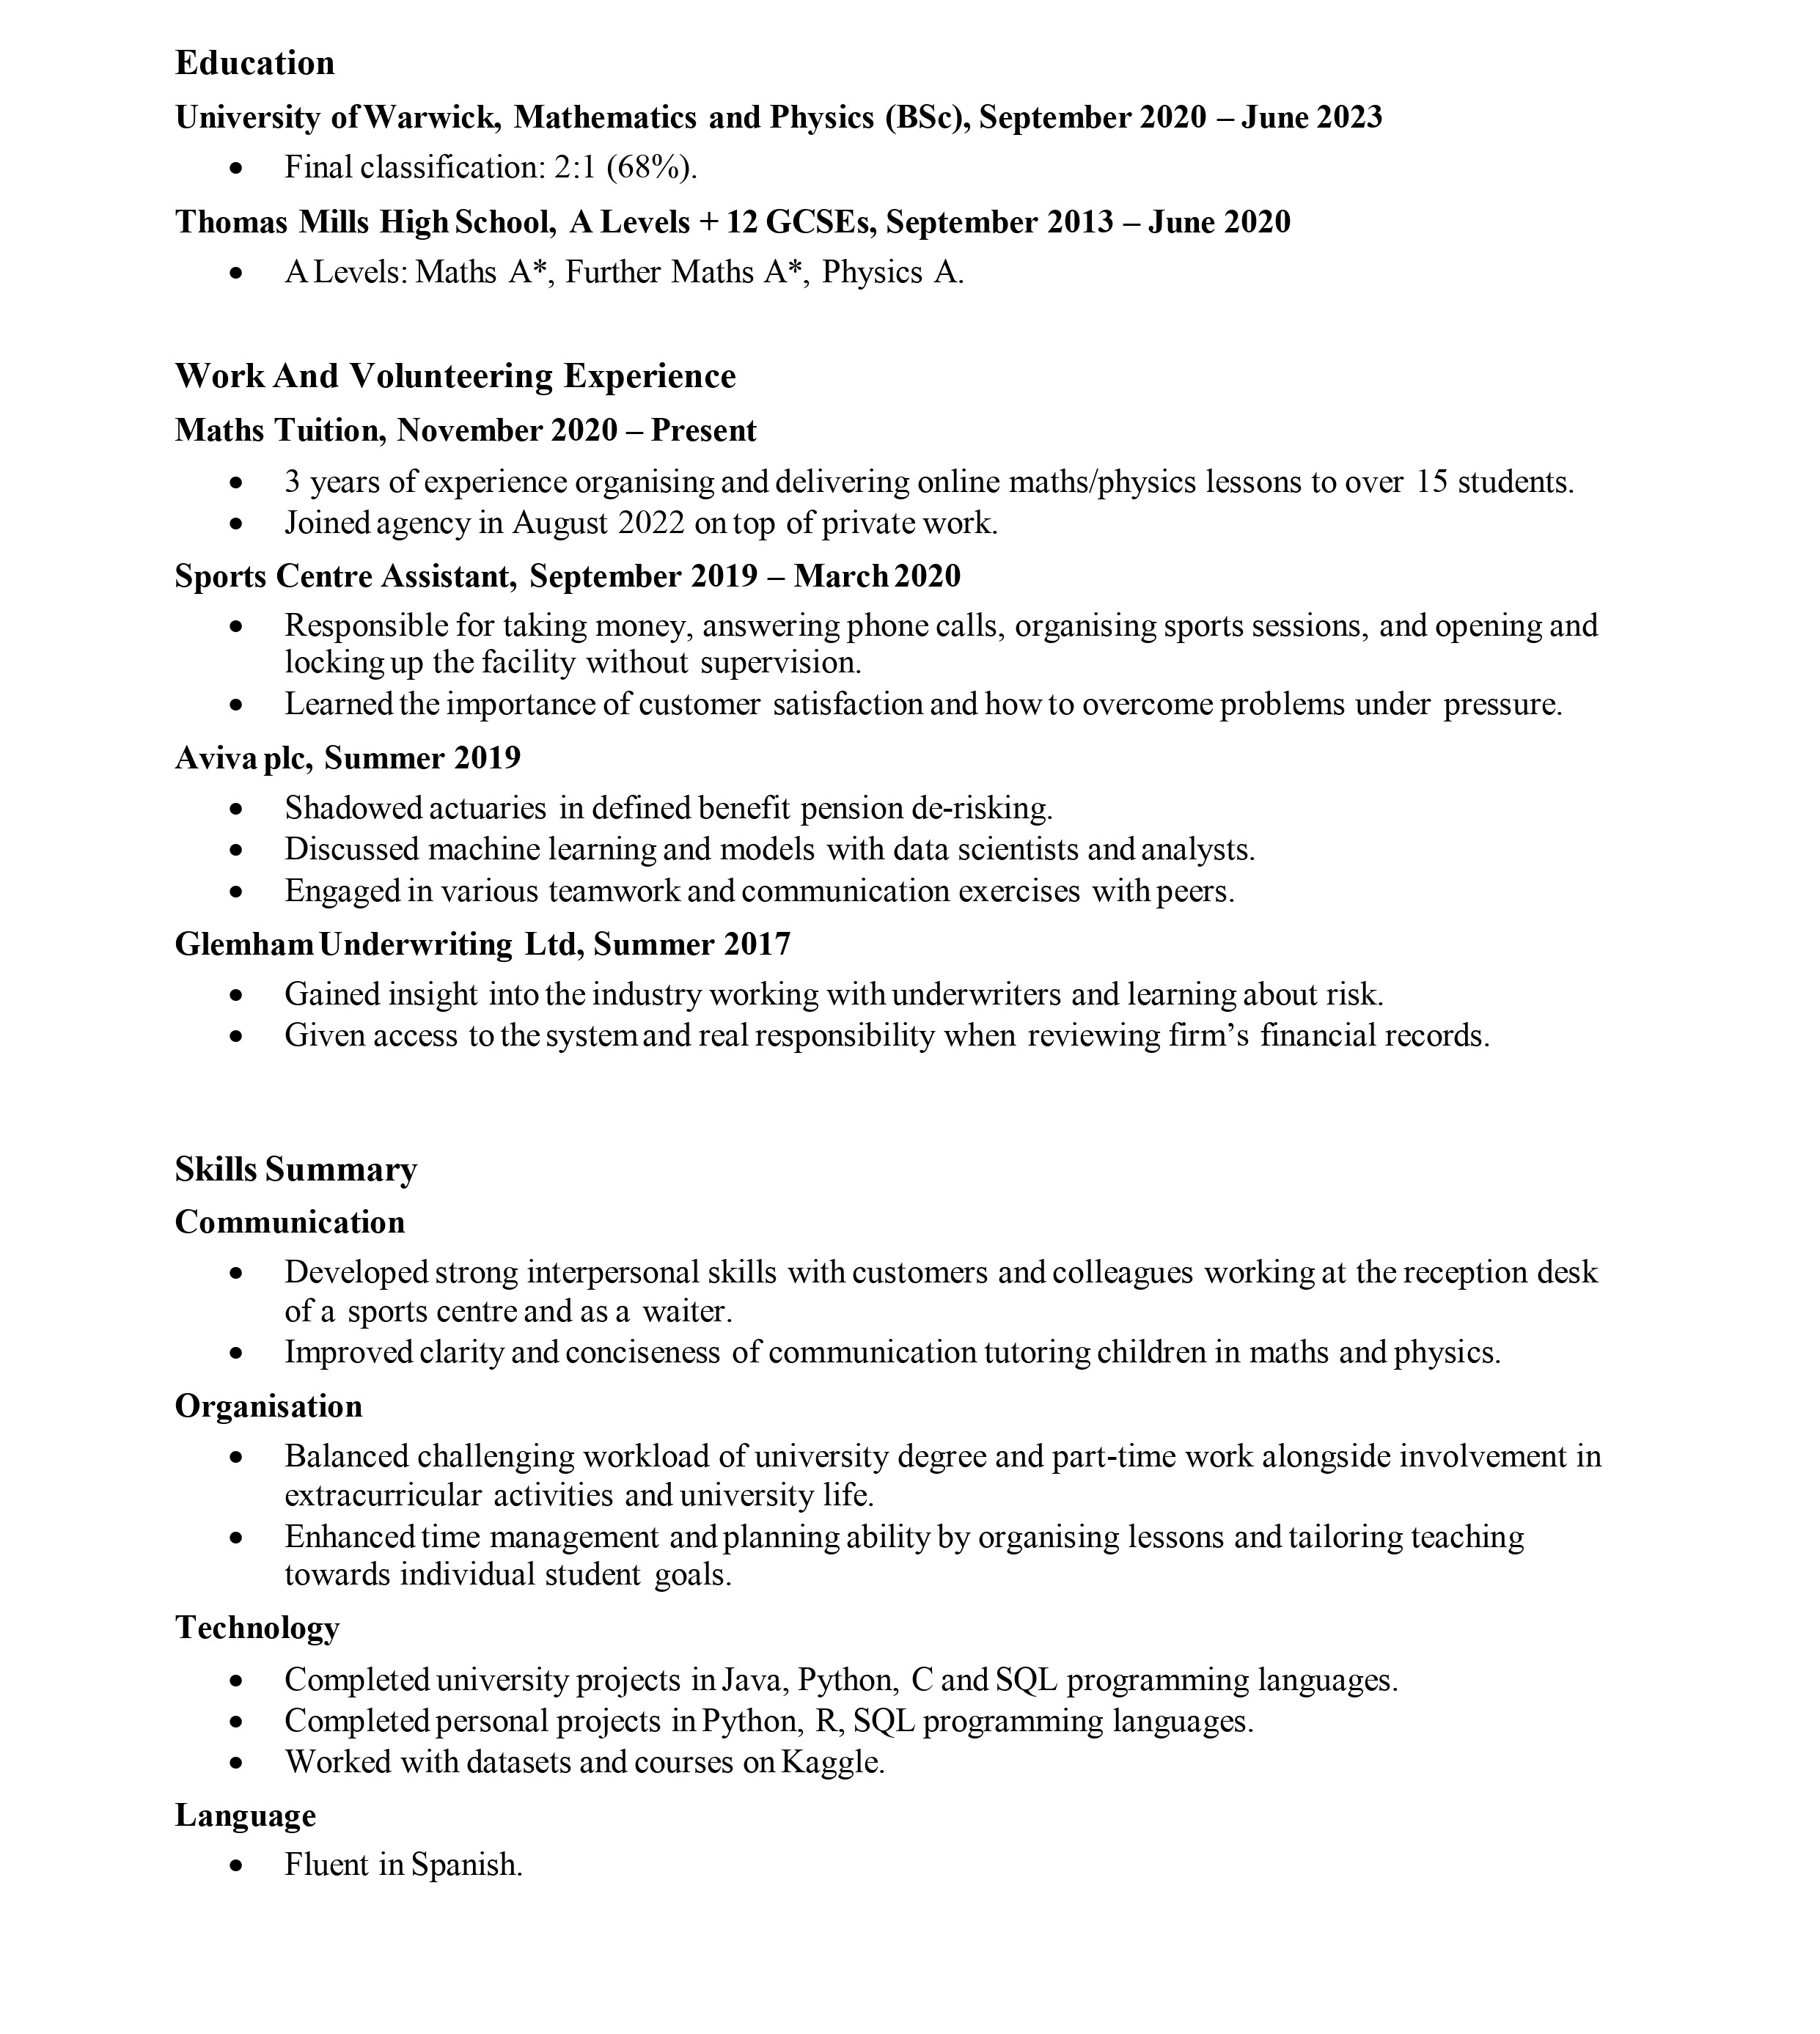 Education
University of Warwick, Mathematics and Physics (BSc), September 2020 – June 2023
• Final classification: 2:1 (68%).
Thomas Mills High School, A Levels + 12 GCSEs, September 2013 – June 2020
• A Levels: Maths A*, Further Maths A*, Physics A.
Work And Volunteering Experience
Maths Tuition, November 2020 – Present
• 3 years of experience organising and delivering online maths/physics lessons to over 15 students.
• Joined agency in August 2022 on top of private work.
Sports Centre Assistant, September 2019 – March 2020
• Responsible for taking money, answering phone calls, organising sports sessions, and opening and
locking up the facility without supervision.
• Learned the importance of customer satisfaction and how to overcome problems under pressure.
Aviva plc, Summer 2019
• Shadowed actuaries in defined benefit pension de-risking.
• Discussed machine learning and models with data scientists and analysts.
• Engaged in various teamwork and communication exercises with peers.
Glemham Underwriting Ltd, Summer 2017
• Gained insight into the industry working with underwriters and learning about risk.
• Given access to the system and real responsibility when reviewing firm’s financial records.
Skills Summary
Communication
• Developed strong interpersonal skills with customers and colleagues working at the reception desk
of a sports centre and as a waiter.
• Improved clarity and conciseness of communication tutoring children in maths and physics.
Organisation
• Balanced challenging workload of university degree and part-time work alongside involvement in
extracurricular activities and university life.
• Enhanced time management and planning ability by organising lessons and tailoring teaching
towards individual student goals.
Technology
• Completed university projects in Java, Python, C and SQL programming languages.
• Completed personal projects in Python, R, SQL programming languages.
• Worked with datasets and courses on Kaggle.
Language
• Fluent in Spanish.